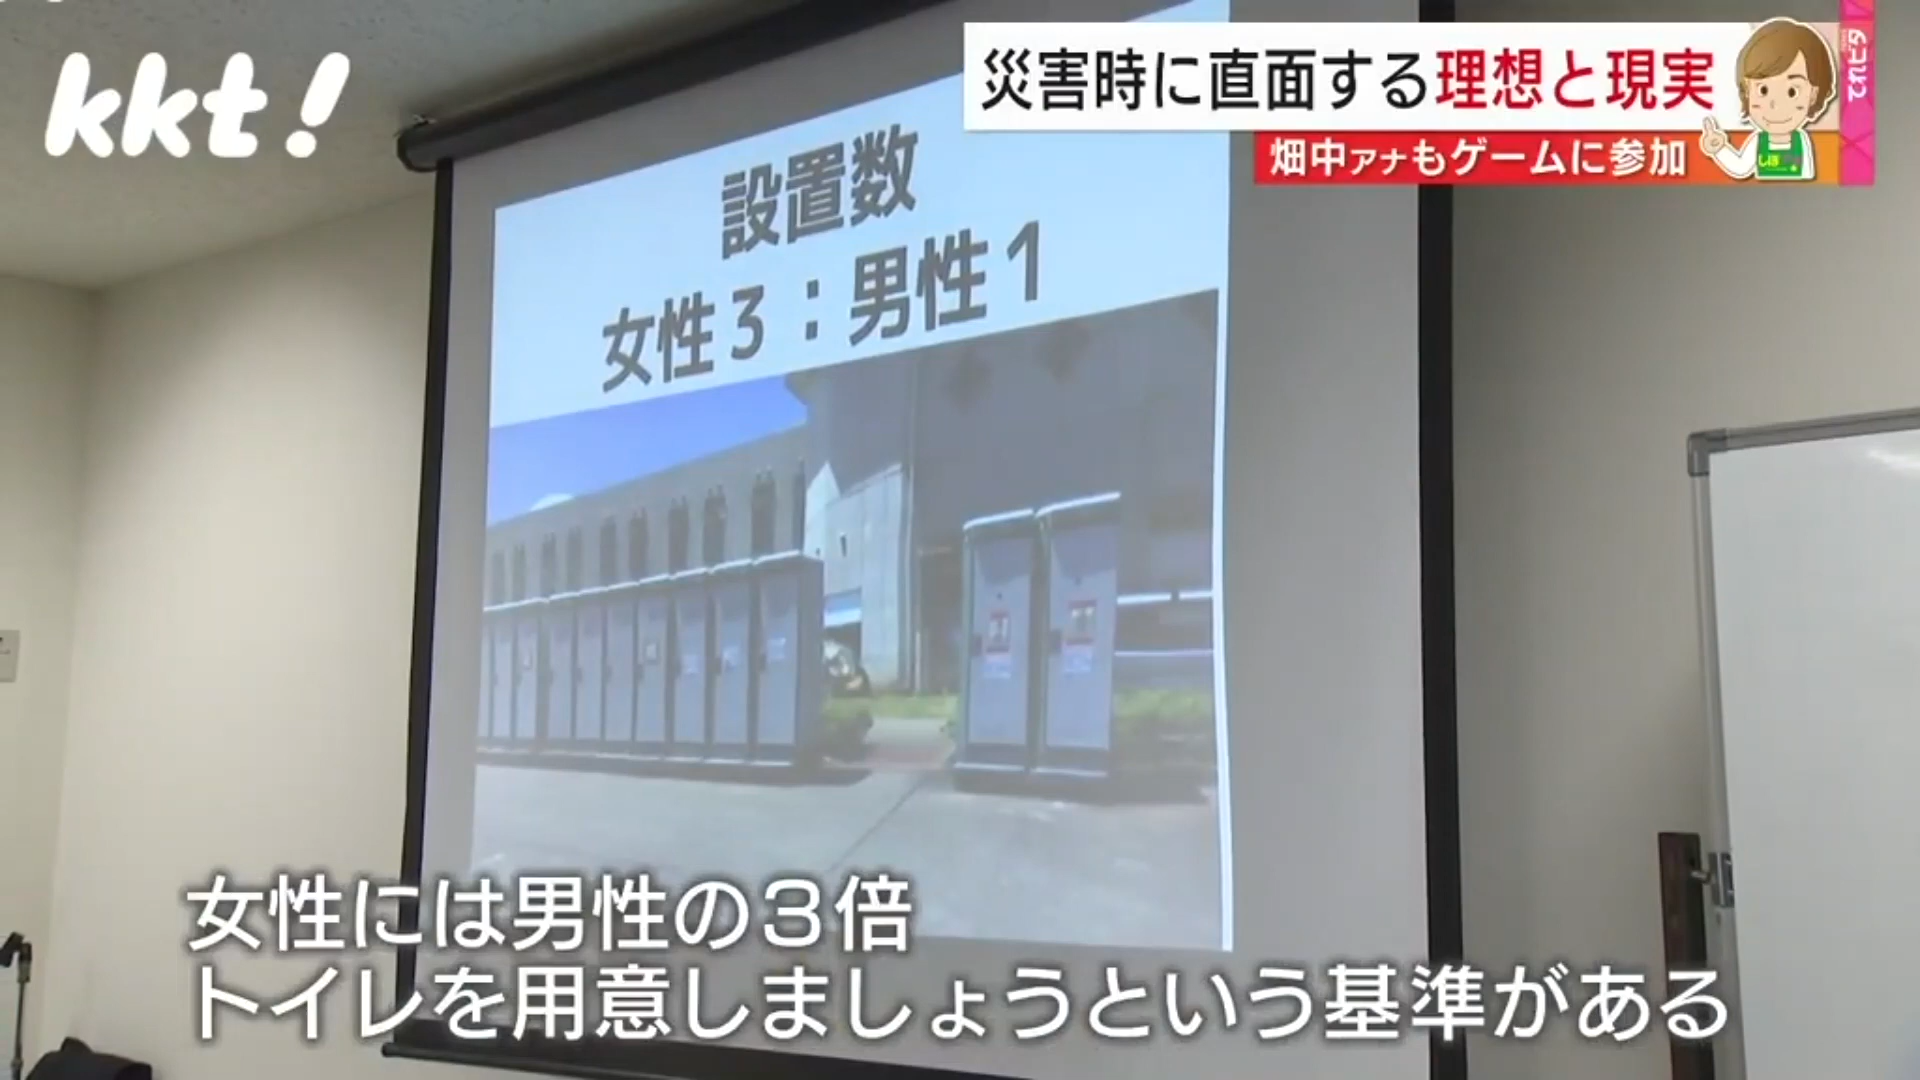 kkt!
災害時に直面する理想と現実
畑中アナもゲームに参加
てれビタ
設置数
女性3：男性1
女性には男性の3倍
トイレを用意しましょうという基準がある